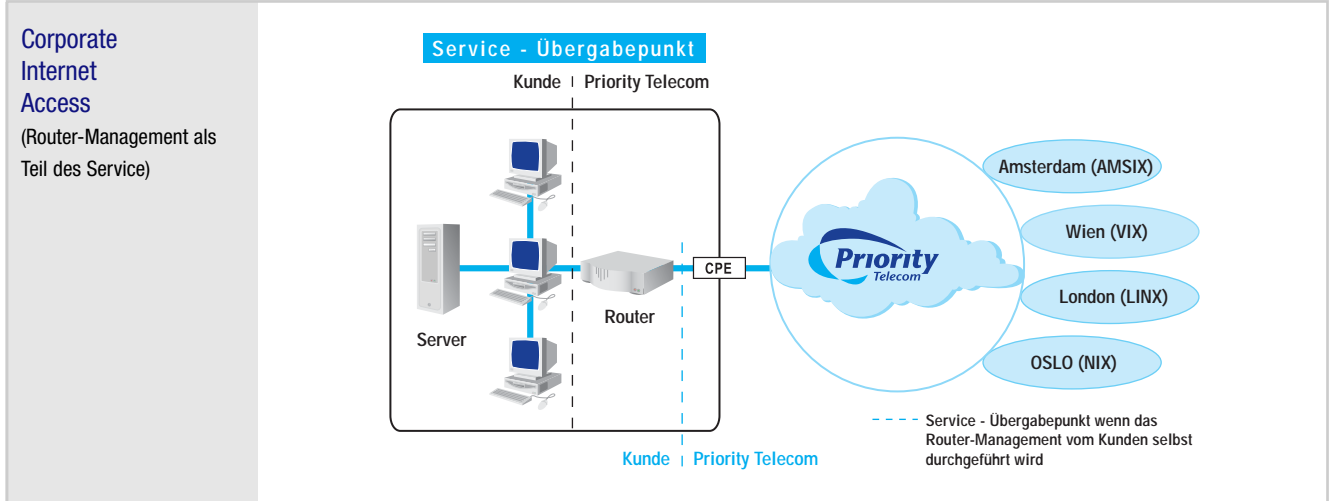 Corporate
Internet
Access
(Router-Management als
Teil des Service)
Service - Übergabepunkt
Kunde Priority Telecom
Server
Router
CPE
Priority
Telecom
Amsterdam (AMSIX)
Wien (VIX)
London (LINX)
OSLO (NIX)
Service - Übergabepunkt wenn das
Router-Management vom Kunden selbst
durchgeführt wird
Kunde Priority Telecom